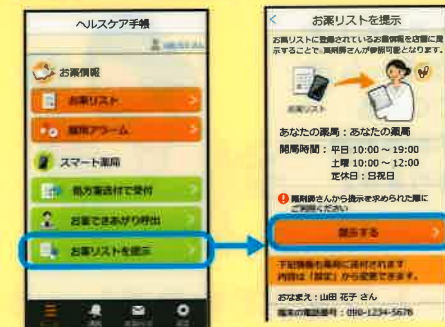 ヘルスケア手帳
お薬情報
お薬リスト
服用アラーム
スマート薬局
処方箋送付で受付
お薬できあがり呼出
お薬リストを提示
お薬リストを提示
お薬リストに登録されているお薬情報を店舗に提
示することで、薬剤師さんが参照可能となります。
お薬リスト
あなたの薬局：あなたの薬局
開局時間：平日 10:00～19:00
土曜 10:00～12:00
定休日：日祝日
薬剤師さんから提示を求められた際に
ご利用ください
提示する
下記情報も薬局に送付されます
内容は「設定」から変更できます。
おなまえ：山田 花子 さん
端末の電話番号：090-1234-5678